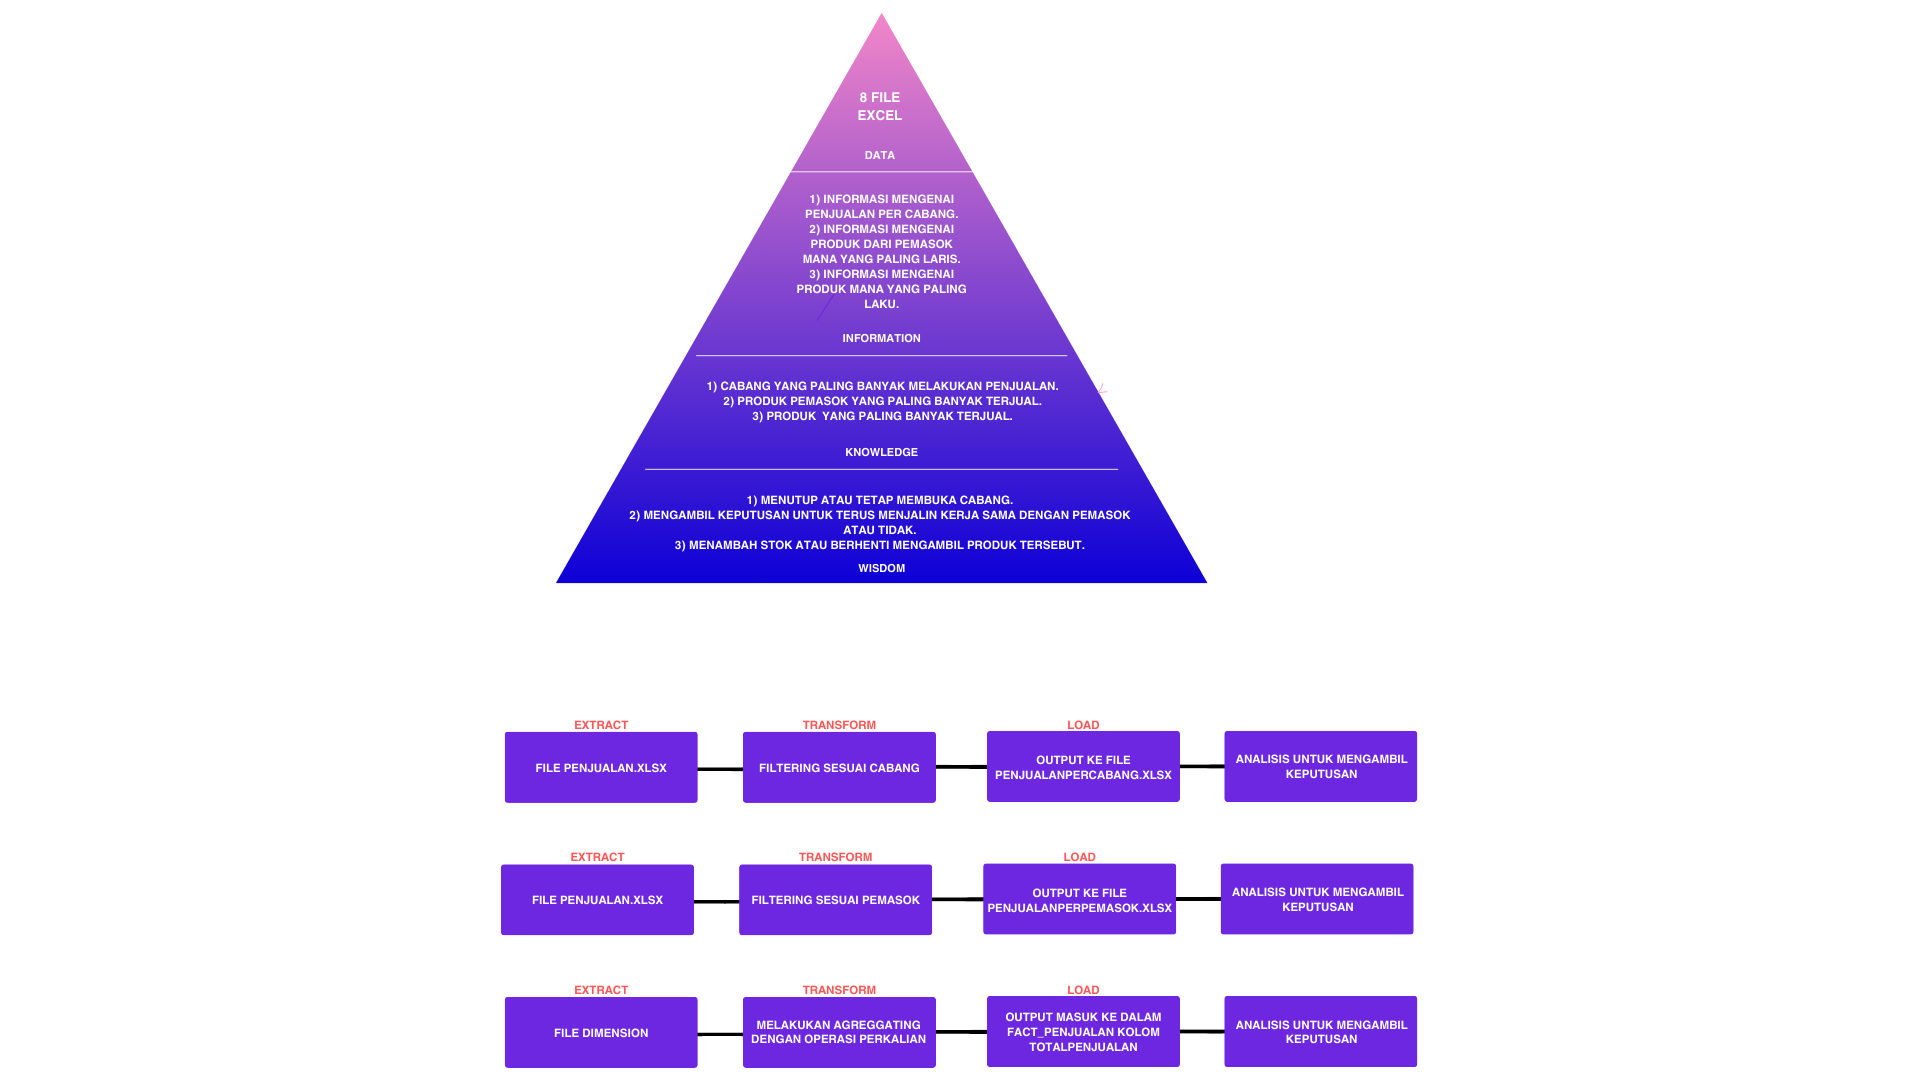 8 FILE
EXCEL
DATA
1) INFORMASI MENGENAI
PENJUALAN PER CABANG.
2) INFORMASI MENGENAI
PRODUK DARI PEMASOK
MANA YANG PALING LARIS.
3) INFORMASI MENGENAI
PRODUK MANA YANG PALING
LAKU.
INFORMATION
1) CABANG YANG PALING BANYAK MELAKUKAN PENJUALAN.
2) PRODUK PEMASOK YANG PALING BANYAK TERJUAL.
3) PRODUK YANG PALING BANYAK TERJUAL.
KNOWLEDGE
1) MENUTUP ATAU TETAP MEMBUKA CABANG.
2) MENGAMBIL KEPUTUSAN UNTUK TERUS MENJALIN KERJA SAMA DENGAN PEMASOK
ATAU TIDAK.
3) MENAMBAH STOK ATAU BERHENTI MENGAMBIL PRODUK TERSEBUT.
WISDOM
EXTRACT
FILE PENJUALAN.XLSX
TRANSFORM
FILTERING SESUAI CABANG
LOAD
OUTPUT KE FILE
PENJUALANPERCABANG.XLSX
ANALISIS UNTUK MENGAMBIL
KEPUTUSAN
EXTRACT
FILE PENJUALAN.XLSX
TRANSFORM
FILTERING SESUAI PEMASOK
LOAD
OUTPUT KE FILE
PENJUALANPERPEMASOK.XLSX
ANALISIS UNTUK MENGAMBIL
KEPUTUSAN
EXTRACT
FILE DIMENSION
TRANSFORM
MELAKUKAN AGREGGATING
DENGAN OPERASI PERKALIAN
LOAD
OUTPUT MASUK KE DALAM
FACT_PENJUALAN KOLOM
TOTALPENJUALAN
ANALISIS UNTUK MENGAMBIL
KEPUTUSAN